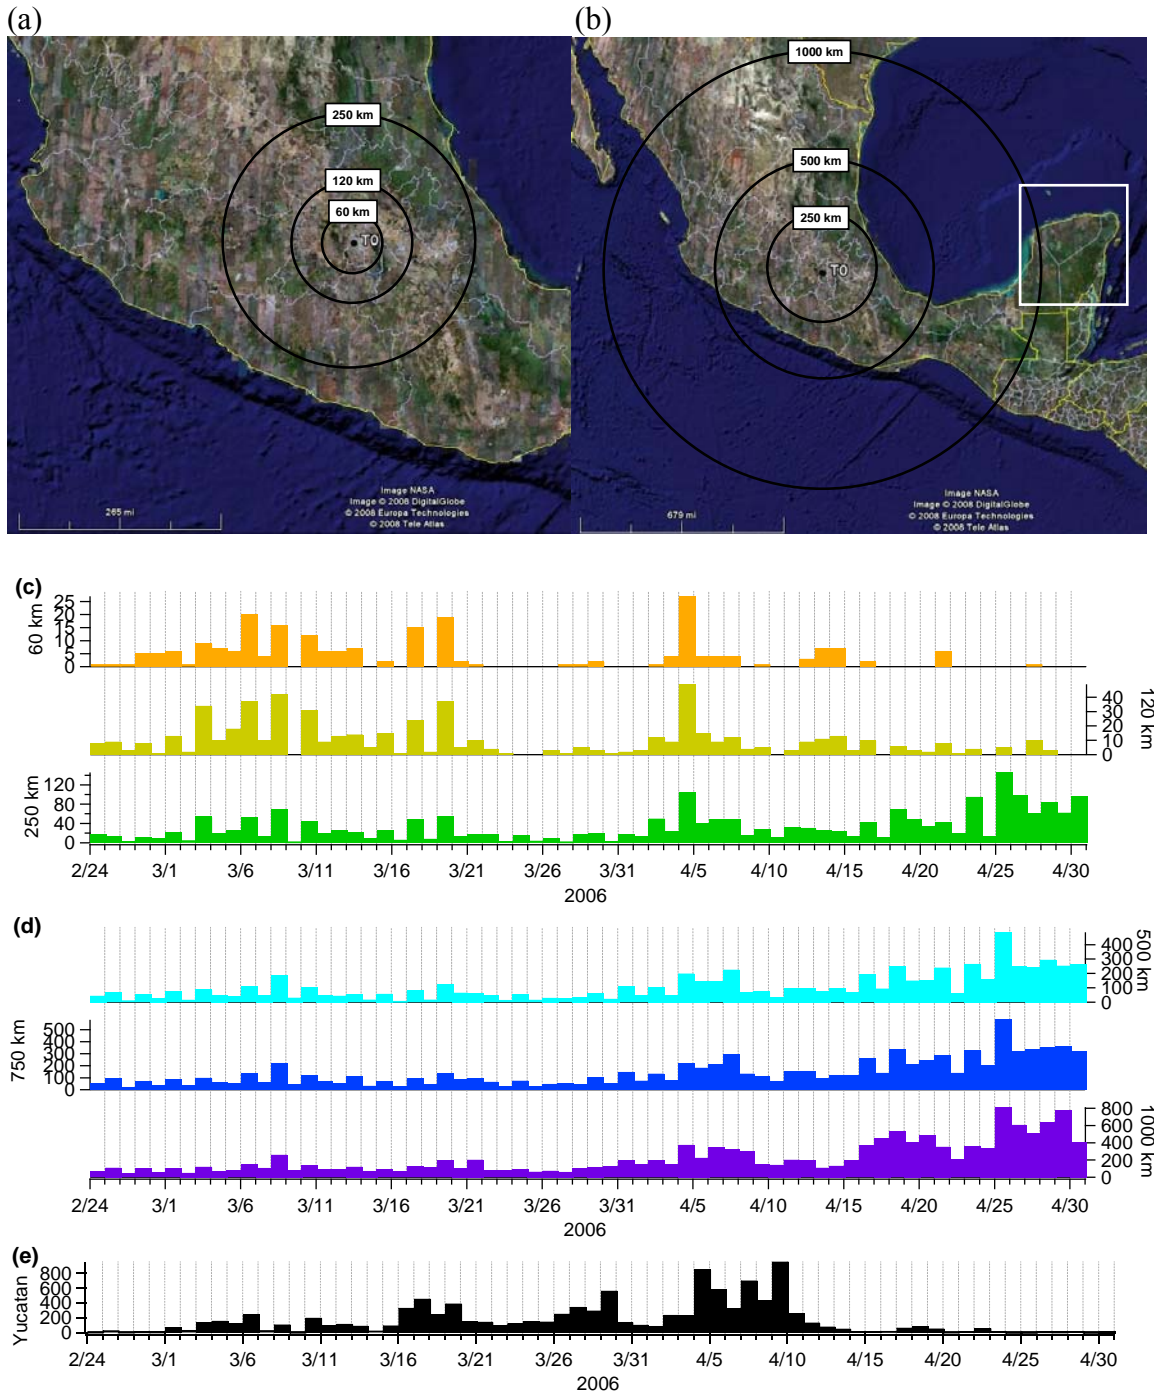 (a)
(b)
250 km
120 km
60 km
T0
265 mi
Image NASA
Image © 2008 DigitalGlobe
© 2008 Europa Technologies
© 2008 Tele Atlas
1000 km
500 km
250 km
T0
679 mi
Image NASA
Image © 2008 DigitalGlobe
© 2008 Europa Technologies
© 2008 Tele Atlas
(c)
60 km
25
20
15
10
5
0
40
30
20
10
0
120 km
250 km
120
80
40
0
2/24 3/1 3/6 3/11 3/16 3/21 3/26 3/31 4/5 4/10 4/15 4/20 4/25 4/30
2006
(d)
400
300
200
100
0
500 km
750 km
500
400
300
200
100
0
800
600
400
200
0
1000 km
2/24 3/1 3/6 3/11 3/16 3/21 3/26 3/31 4/5 4/10 4/15 4/20 4/25 4/30
2006
(e)
Yucatan
800
600
400
200
0
2/24 3/1 3/6 3/11 3/16 3/21 3/26 3/31 4/5 4/10 4/15 4/20 4/25 4/30
2006